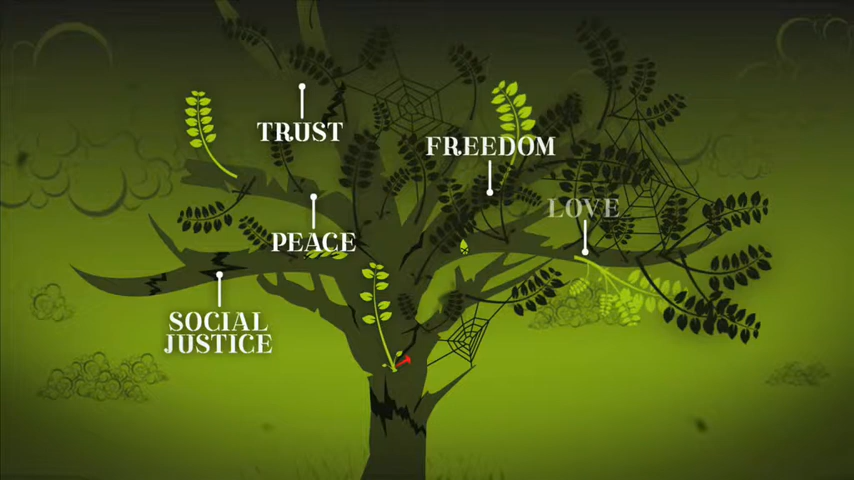 TRUST
FREEDOM
LOVE
PEACE
SOCIAL
JUSTICE